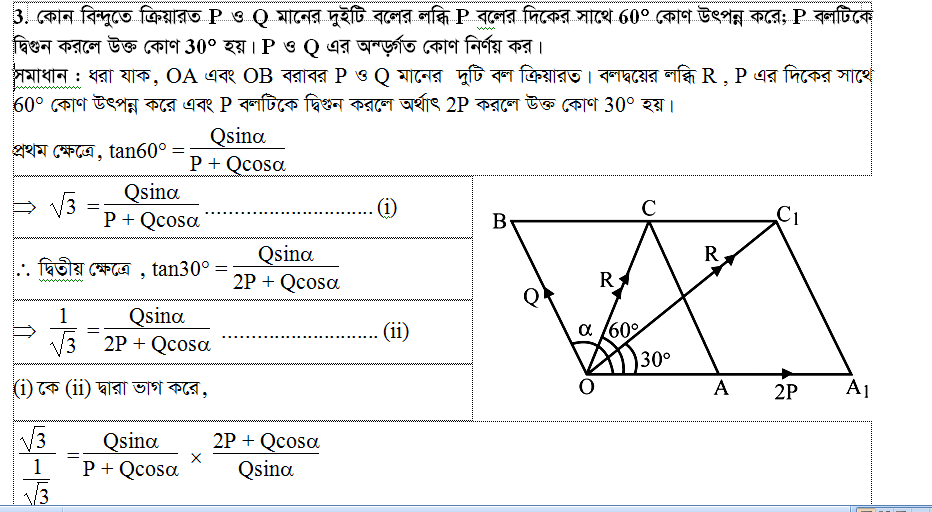 3. কোন বিন্দুতে ক্রিয়ারত P ও Q মানের দুইটি বলের লব্ধি P বলের দিকের সাথে 60° কোণ উৎপন্ন করে; P বলটিকে
দ্বিগুন করলে উক্ত কোণ 30° হয়। P ও Q এর অন্ড়র্গত কোণ নির্ণয় কর।
সমাধান : ধরা যাক, OA এবং OB বরাবর P ও Q মানের দুটি বল ক্রিয়ারত। বলদ্বয়ের লব্ধি R , P এর দিকের সাথে
60° কোণ উৎপন্ন করে এবং P বলটিকে দ্বিগুন করলে অর্থাৎ 2P করলে উক্ত কোণ 30° হয়।
প্রথম ক্ষেত্রে, tan60° = Qsinα / P + Qcosα
⇒ √3 = Qsinα / P + Qcosα ............................. (i)
∴ দ্বিতীয় ক্ষেত্রে , tan30° = Qsinα / 2P + Qcosα
⇒ 1 / √3 = Qsinα / 2P + Qcosα ........................... (ii)
(i) কে (ii) দ্বারা ভাগ করে,
√3 / 1 / √3 = Qsinα / P + Qcosα × 2P + Qcosα / Qsinα
B C C₁
R R
Q
α 60° 30°
O A 2P A₁